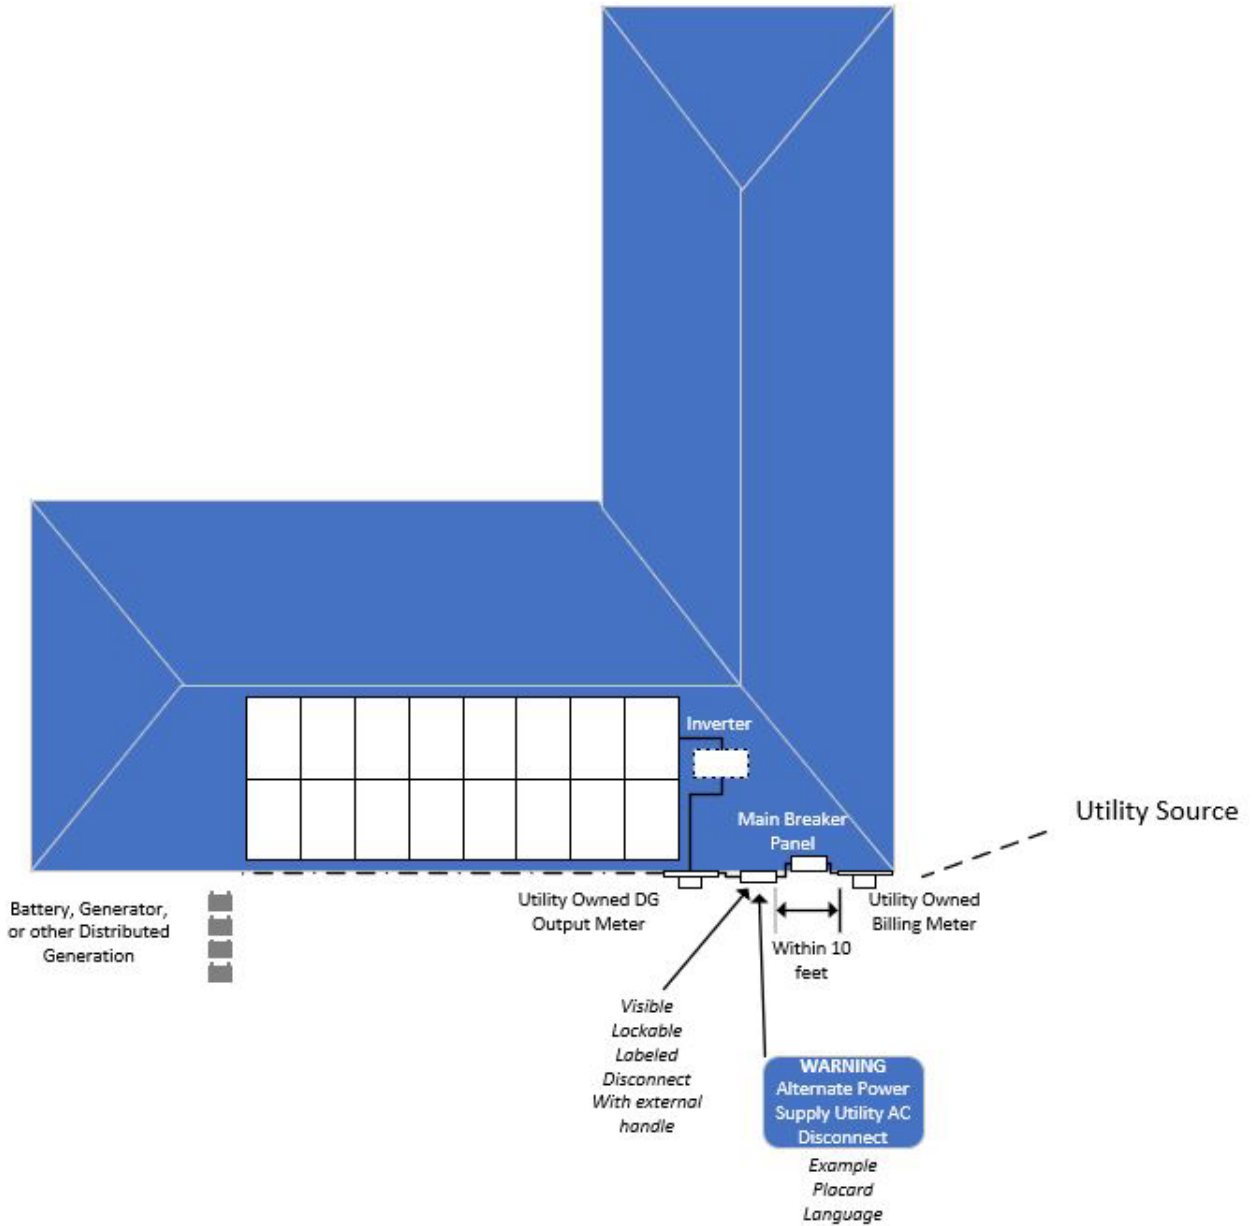 Inverter
Main Breaker
Panel
Utility Source
Battery, Generator,
or other Distributed
Generation
Utility Owned DG
Output Meter
Utility Owned
Billing Meter
Within 10
feet
Visible
Lockable
Labeled
Disconnect
With external
handle
WARNING
Alternate Power
Supply Utility AC
Disconnect
Example
Placard
Language